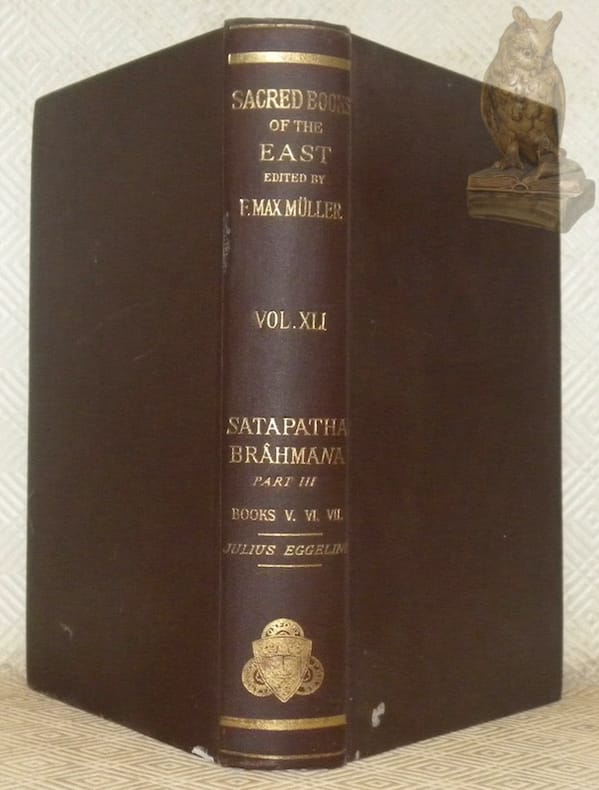 SACRED BOOKS
OF THE
EAST
EDITED BY
F. MAX MÜLLER
VOL. XLI
SATAPATHA
BRÂHMANA
PART III
BOOKS V. VI. VII.
JULIUS EGGELING